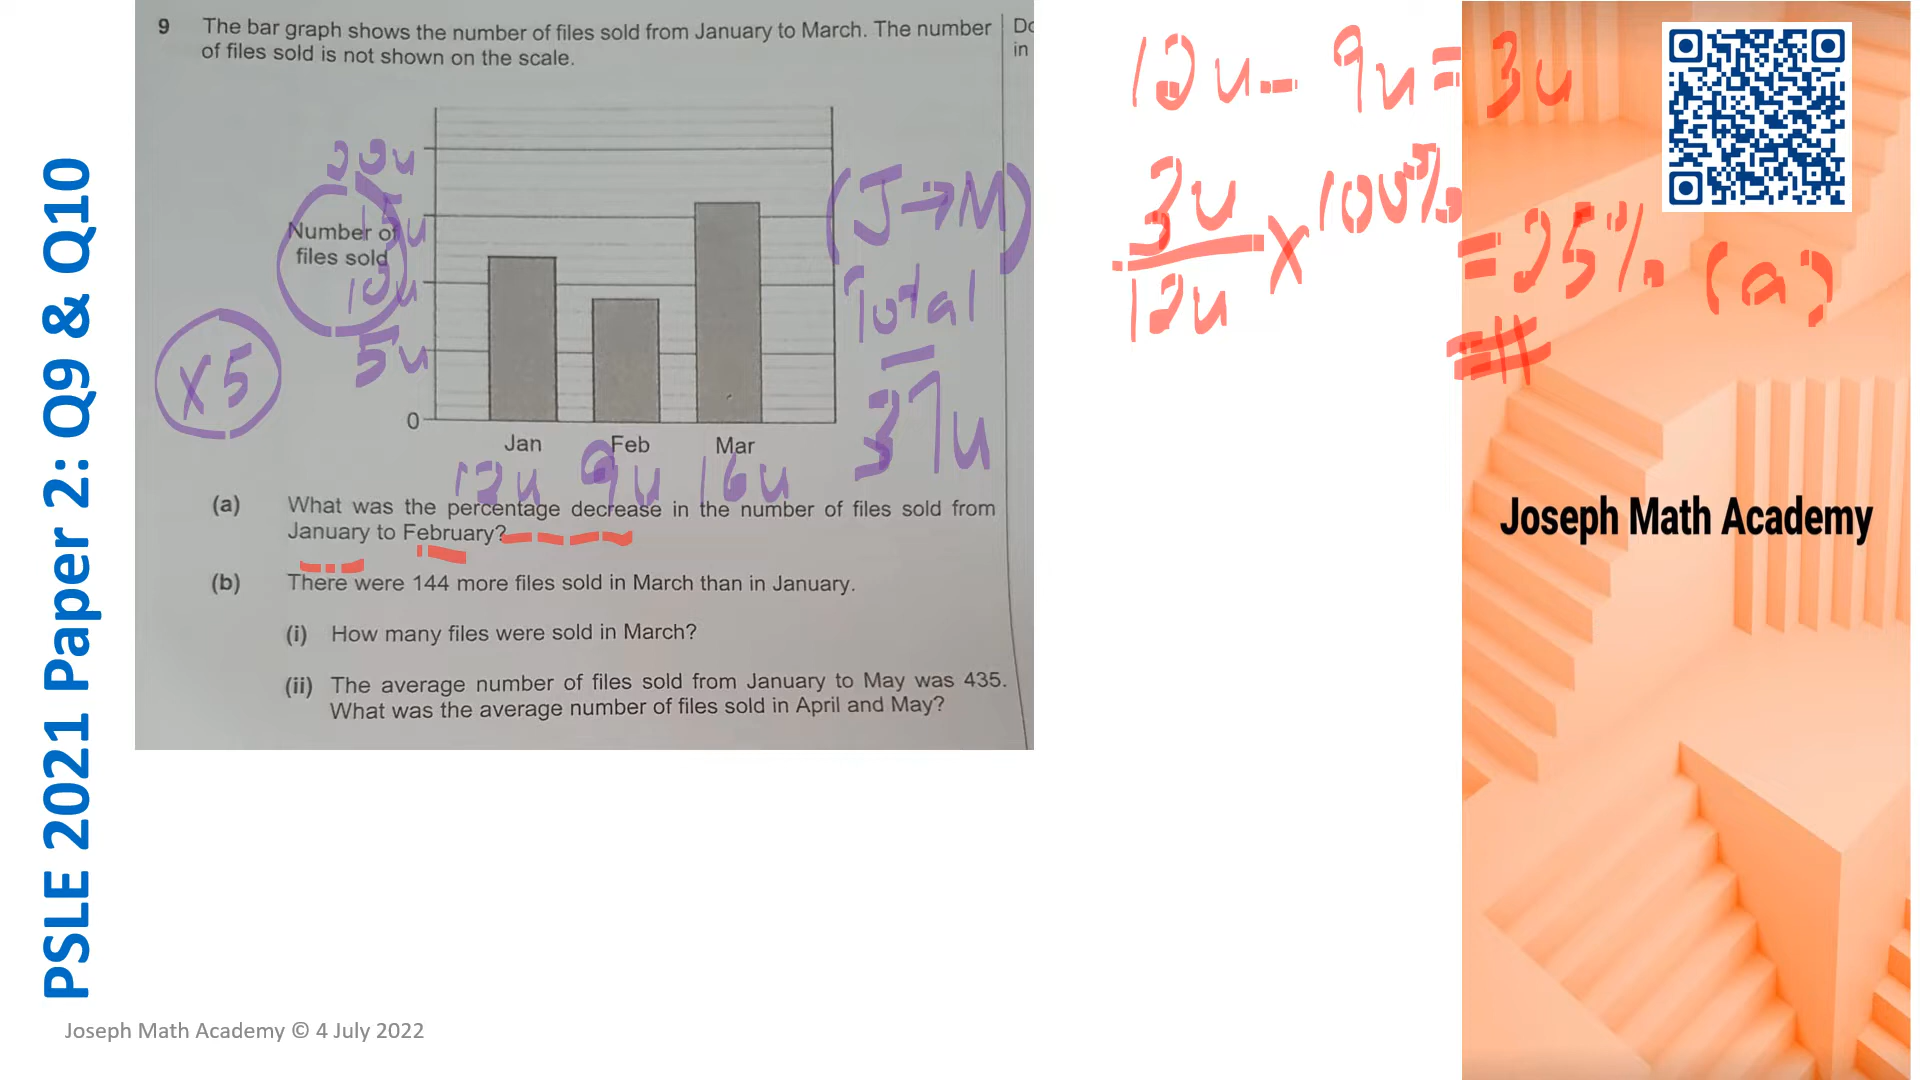 PSLE 2021 Paper 2: Q9 & Q10
9 The bar graph shows the number of files sold from January to March. The number
of files sold is not shown on the scale.
Do
in
20u
15u
Number of
files sold
10u
5u
0
×5
Jan Feb Mar
12u 9u 16u
(J→M)
Total
37u
(a) What was the percentage decrease in the number of files sold from
January to February?
(b) There were 144 more files sold in March than in January.
(i) How many files were sold in March?
(ii) The average number of files sold from January to May was 435.
What was the average number of files sold in April and May?
12u - 9u = 3u
3u/12u × 100% = 25% (a)
Joseph Math Academy
Joseph Math Academy © 4 July 2022